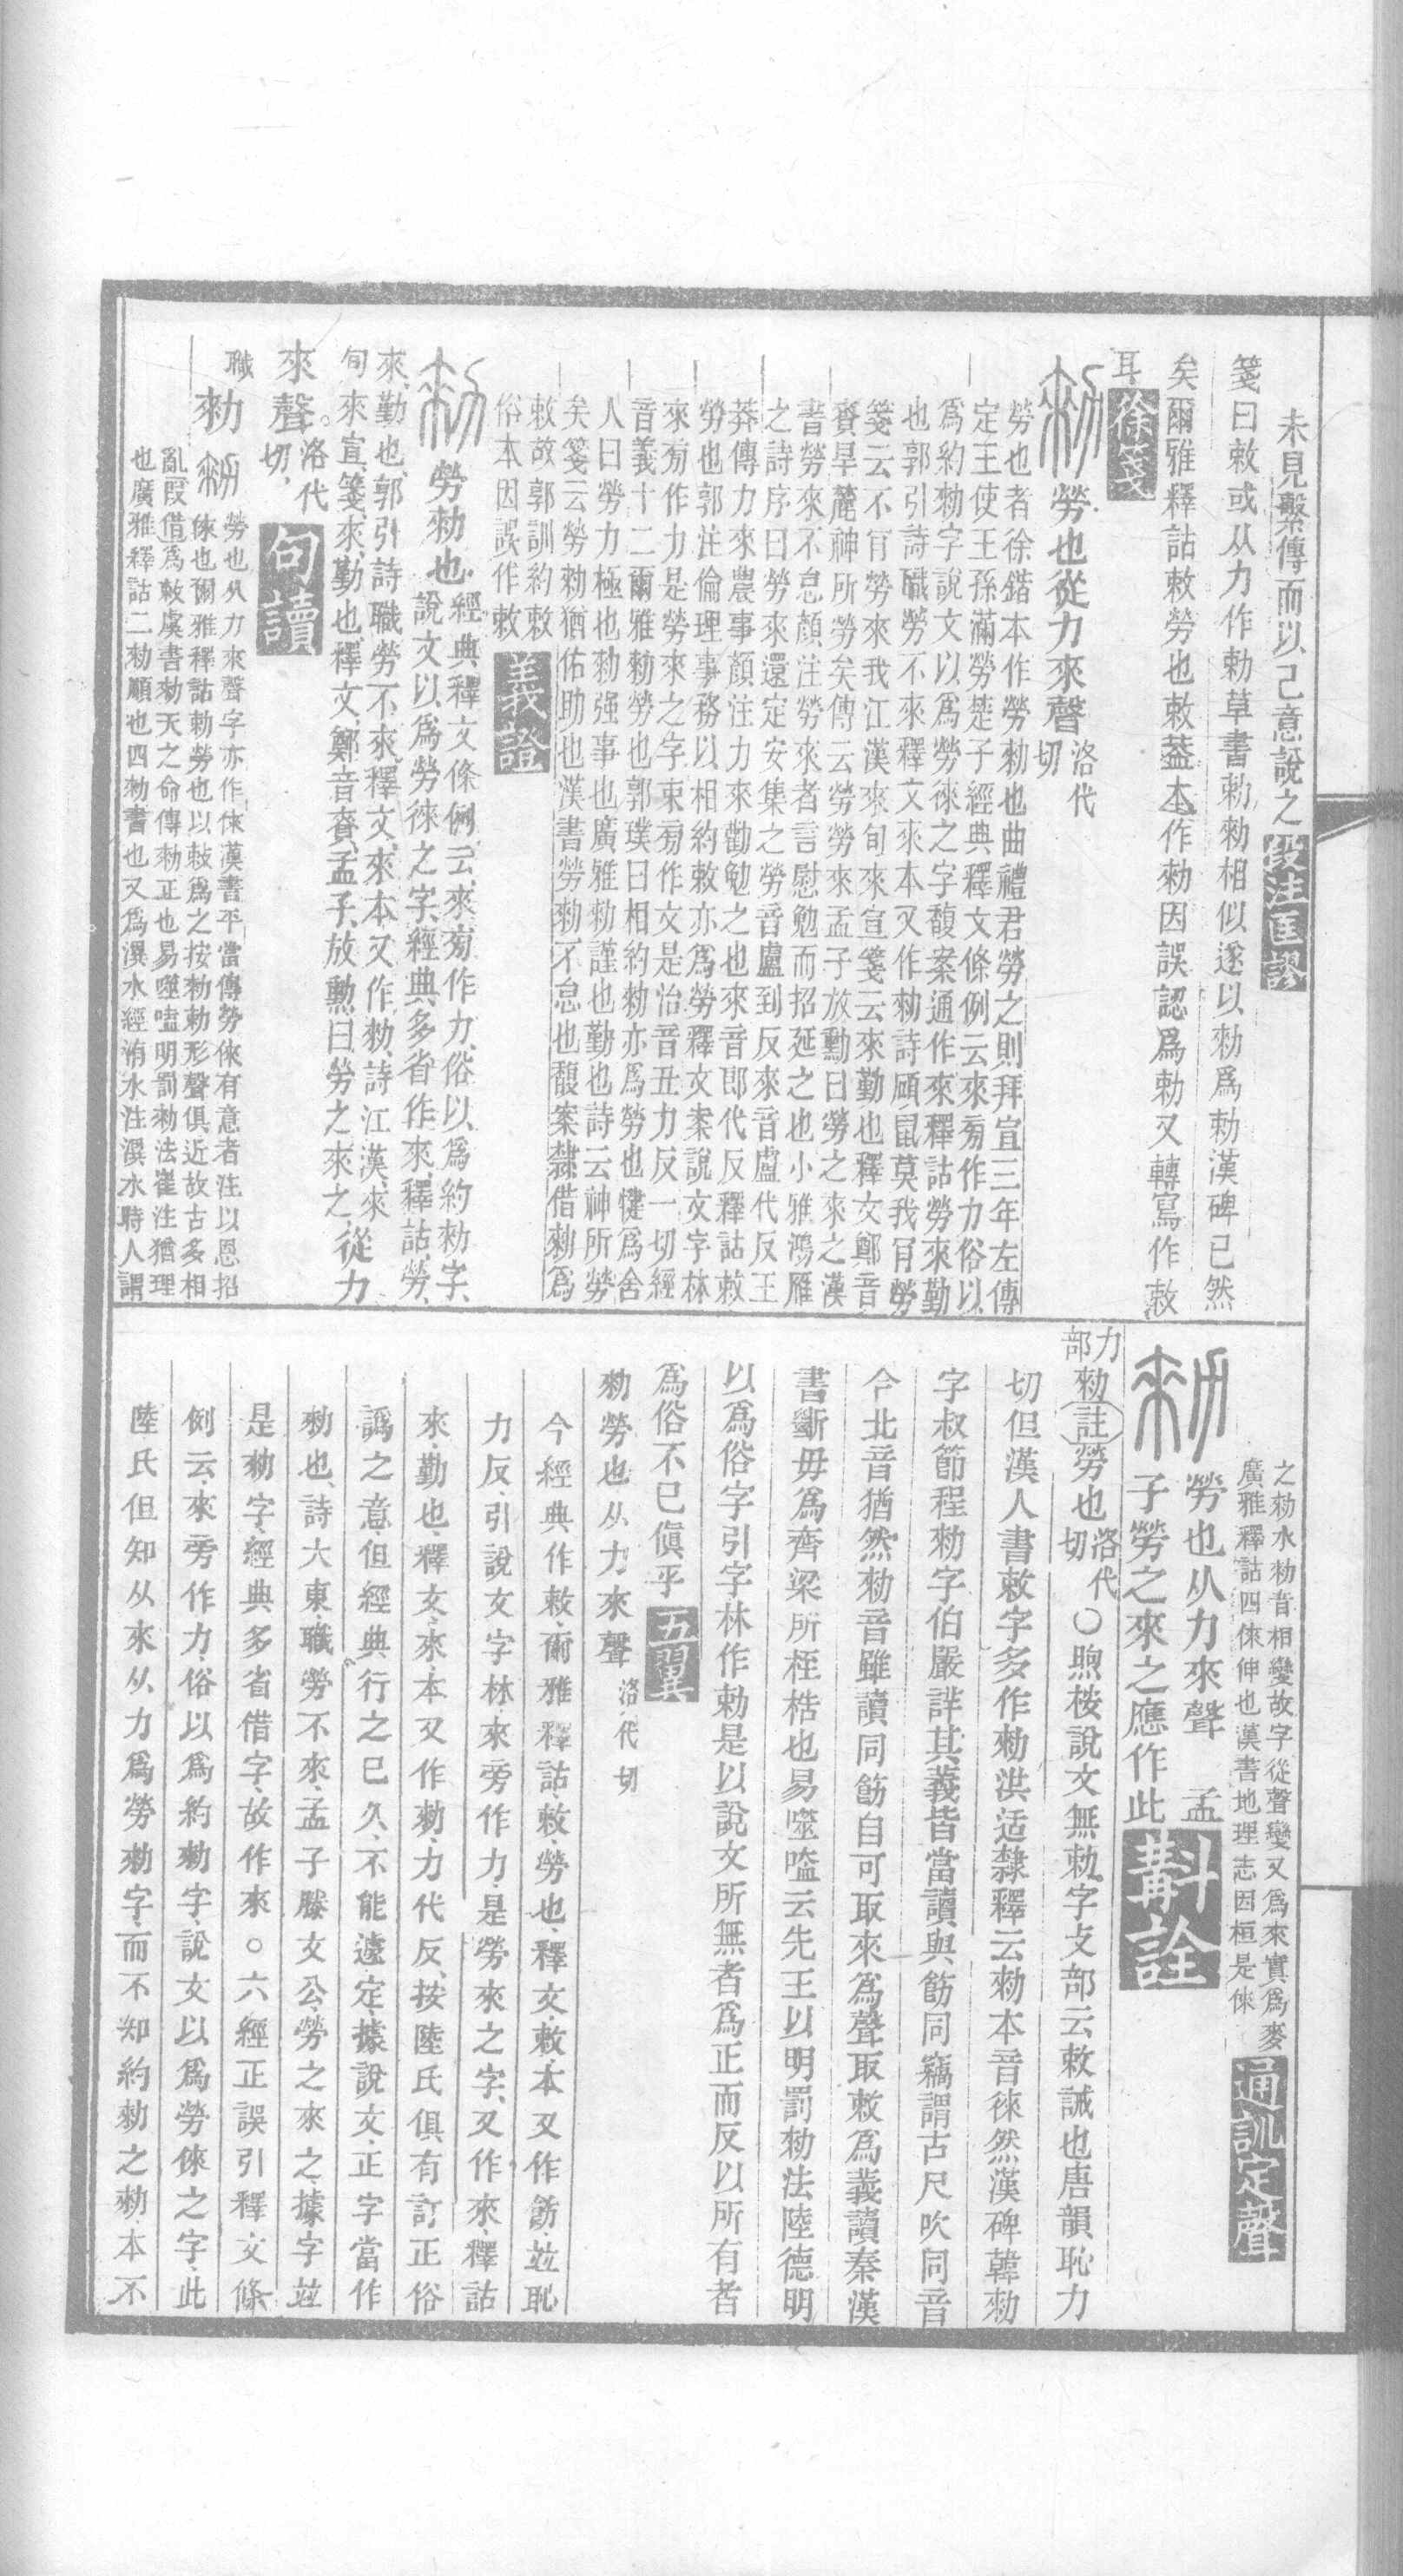 未見繫傳而以己意說之段注匡謬
箋曰敕或从力作勅草書勅勑相似遂以勑爲勅漢碑已然
矣爾雅釋詁敕勞也敕蓋本作勑因誤認爲勅又轉寫作敕
耳徐箋
勞也從力來聲洛代切
勞也者徐鍇本作勞勑也曲禮君勞之則拜宣三年左傳
定王使王孫滿勞楚子經典釋文條例云來旁作力俗以
爲約勑字說文以爲勞徠之字馥案通作來釋詁勞來勤
也郭引詩職勞不來釋文來本又作勑詩碩鼠莫我肎勞
箋云不肎勞來我江漢來旬來宣箋云來勤也釋文鄭音
賚旱麓神所勞矣傳云勞勞來孟子放勳曰勞之來之漢
書勞來不怠顏注勞來者言慰勉而招延之也小雅鴻雁
之詩序曰勞來還定安集之勞音盧到反來音盧代反王
莽傳力來農事顏注力來勸勉之也來音郎代反釋詁敕
勞也郭注倫理事務以相約敕亦爲勞釋文案說文字林
來旁作力是勞來之字束旁作攵是治音丑力反一切經
音義十二爾雅勑勞也郭璞曰相約勑亦爲勞也犍爲舍
人曰勞力極也勑强事也廣雅勑謹也勤也詩云神所勞
矣箋云勞勑猶佑助也漢書勞勑不怠也馥案隸借勑爲
敕故郭訓約敕
俗本因誤作敕義證
勞勑也經典釋文條例云、來旁作力、俗以爲約勑字、
說文以爲勞徠之字、經典多省作來、釋詁、勞、
來、勤也、郭引詩職勞不來、釋文、來本又作勑、詩江漢、來
旬來宣、箋、來、勤也、釋文、鄭音賚、孟子、放勳曰、勞之來之、從力
來聲。洛代切、句讀
職勑勞也从力來聲字亦作徠漢書平當傳勞徠有意者注以恩招
徠也爾雅釋詁勑勞也以敕爲之按勑勅形聲俱近故古多相
亂叚借爲敕虞書勑天之命傳勑正也易噬嗑明罰勑法崔注猶理
也廣雅釋詁二勑順也四勑書也又爲瀷水經洧水注瀷水時人謂
之勑水勑音相變故字從聲變又爲來實爲麥
廣雅釋詁四徠伸也漢書地理志因桓是徠通訓定聲
勞也从力來聲　孟
子勞之來之應作此斠詮
力部勑註勞也洛代切○煦桉說文無勅字攴部云敕誡也唐韻恥力
切但漢人書敕字多作勑洪适隸釋云勑本音徠然漢碑韓勑
字叔節程勑字伯嚴詳其義皆當讀與飭同竊謂古尺吹同音
今北音猶然勑音雖讀同飭自可取來爲聲取敕爲義讀秦漢
書斷毋爲齊梁所桎梏也易噬嗑云先王以明罰勑法陸德明
以爲俗字引字林作勅是以說文所無者爲正而反以所有者
爲俗不已傎乎五翼
勑勞也从力來聲洛代切
今經典作敕、爾雅釋詁、敕、勞也、釋文、敕、本又作飭、竝恥
力反、引說文字林、來旁作力、是勞來之字、又作來、釋詁
來、勤也、釋文、來、本又作勑、力代反、按陸氏俱有訂正俗
譌之意但經典行之已久、不能遽定、據說文、正字當作
勑也、詩大東、職勞不來、孟子滕文公、勞之來之、據字竝
是勑字、經典多省借字、故作來。六經正誤引釋文條
例云、來旁作力、俗以爲約勑字、說文以爲勞徠之字、此
陸氏但知从來从力爲勞勑字、而不知約勑之勑本不